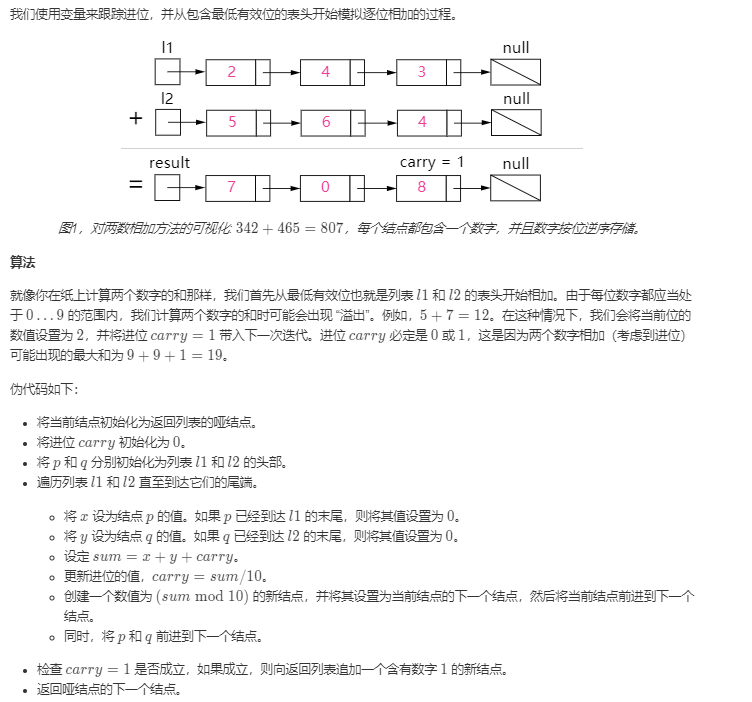 我们使用变量来跟踪进位，并从包含最低有效位的表头开始模拟逐位相加的过程。
l1 null
2 4 3
l2 null
+ 5 6 4
result carry = 1 null
= 7 0 8
图1，对两数相加方法的可视化: 342 + 465 = 807，每个结点都包含一个数字，并且数字按位逆序存储。
算法
就像你在纸上计算两个数字的和那样，我们首先从最低有效位也就是列表 l1 和 l2 的表头开始相加。由于每位数字都应当处
于 0…9 的范围内，我们计算两个数字的和时可能会出现 “溢出”。例如，5 + 7 = 12。在这种情况下，我们会将当前位的
数值设置为 2，并将进位 carry = 1 带入下一次迭代。进位 carry 必定是 0 或 1，这是因为两个数字相加（考虑到进位）
可能出现的最大和为 9 + 9 + 1 = 19。
伪代码如下：
• 将当前结点初始化为返回列表的哑结点。
• 将进位 carry 初始化为 0。
• 将 p 和 q 分别初始化为列表 l1 和 l2 的头部。
• 遍历列表 l1 和 l2 直至到达它们的尾端。
◦ 将 x 设为结点 p 的值。如果 p 已经到达 l1 的末尾，则将其值设置为 0。
◦ 将 y 设为结点 q 的值。如果 q 已经到达 l2 的末尾，则将其值设置为 0。
◦ 设定 sum = x + y + carry。
◦ 更新进位的值，carry = sum/10。
◦ 创建一个数值为 (sum mod 10) 的新结点，并将其设置为当前结点的下一个结点，然后将当前结点前进到下一个
结点。
◦ 同时，将 p 和 q 前进到下一个结点。
• 检查 carry = 1 是否成立，如果成立，则向返回列表追加一个含有数字 1 的新结点。
• 返回哑结点的下一个结点。